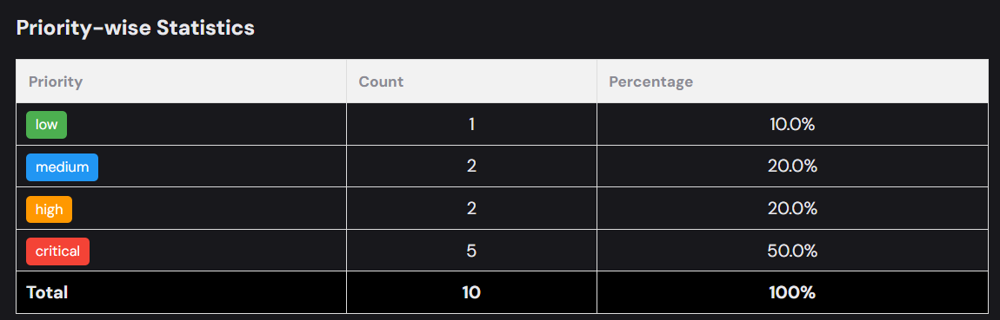 Priority-wise Statistics
Priority Count Percentage
low 1 10.0%
medium 2 20.0%
high 2 20.0%
critical 5 50.0%
Total 10 100%